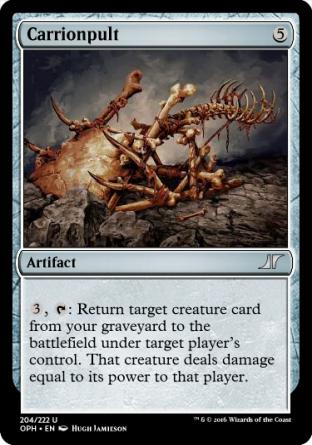 Carrionpult 5
Artifact
3, T: Return target creature card
from your graveyard to the
battlefield under target player's
control. That creature deals damage
equal to its power to that player.
204/222 U
OPH • EN HUGH JAMIESON
™ & © 2016 Wizards of the Coast